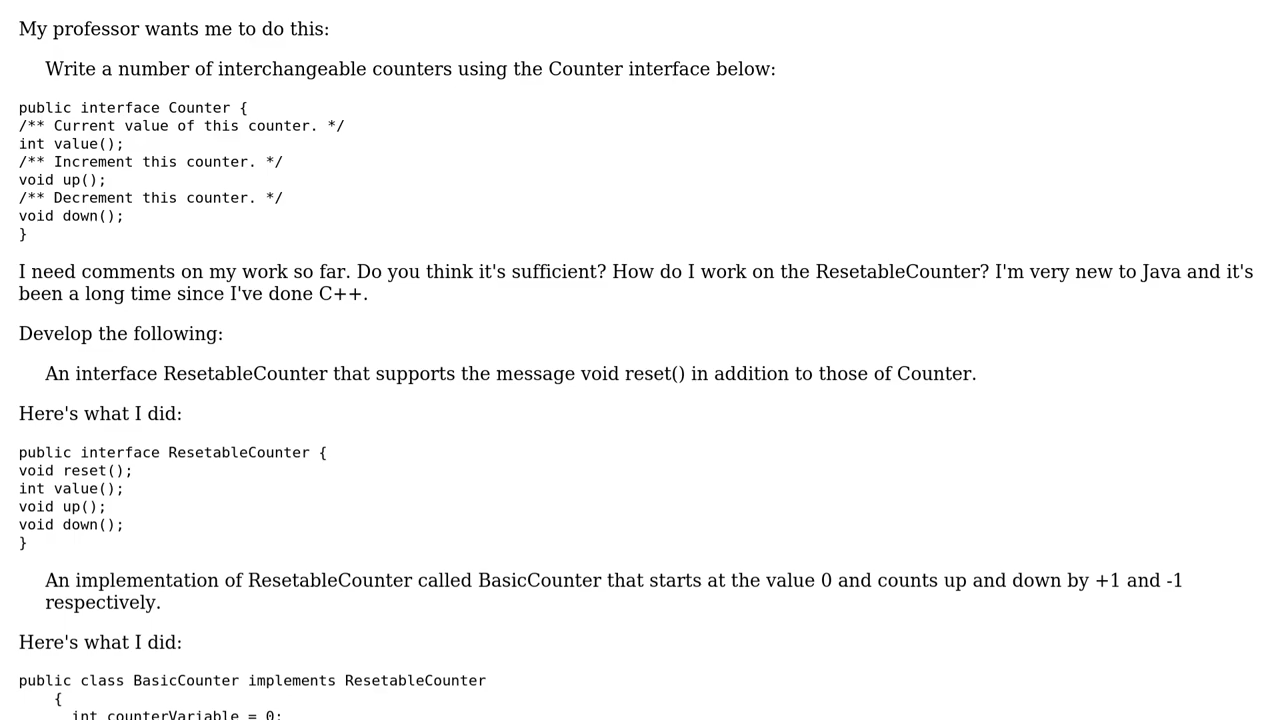 My professor wants me to do this:
Write a number of interchangeable counters using the Counter interface below:
public interface Counter {
/** Current value of this counter. */
int value();
/** Increment this counter. */
void up();
/** Decrement this counter. */
void down();
}
I need comments on my work so far. Do you think it's sufficient? How do I work on the ResetableCounter? I'm very new to Java and it's
been a long time since I've done C++.
Develop the following:
An interface ResetableCounter that supports the message void reset() in addition to those of Counter.
Here's what I did:
public interface ResetableCounter {
void reset();
int value();
void up();
void down();
}
An implementation of ResetableCounter called BasicCounter that starts at the value 0 and counts up and down by +1 and -1
respectively.
Here's what I did:
public class BasicCounter implements ResetableCounter
{
int counterVariable = 0;